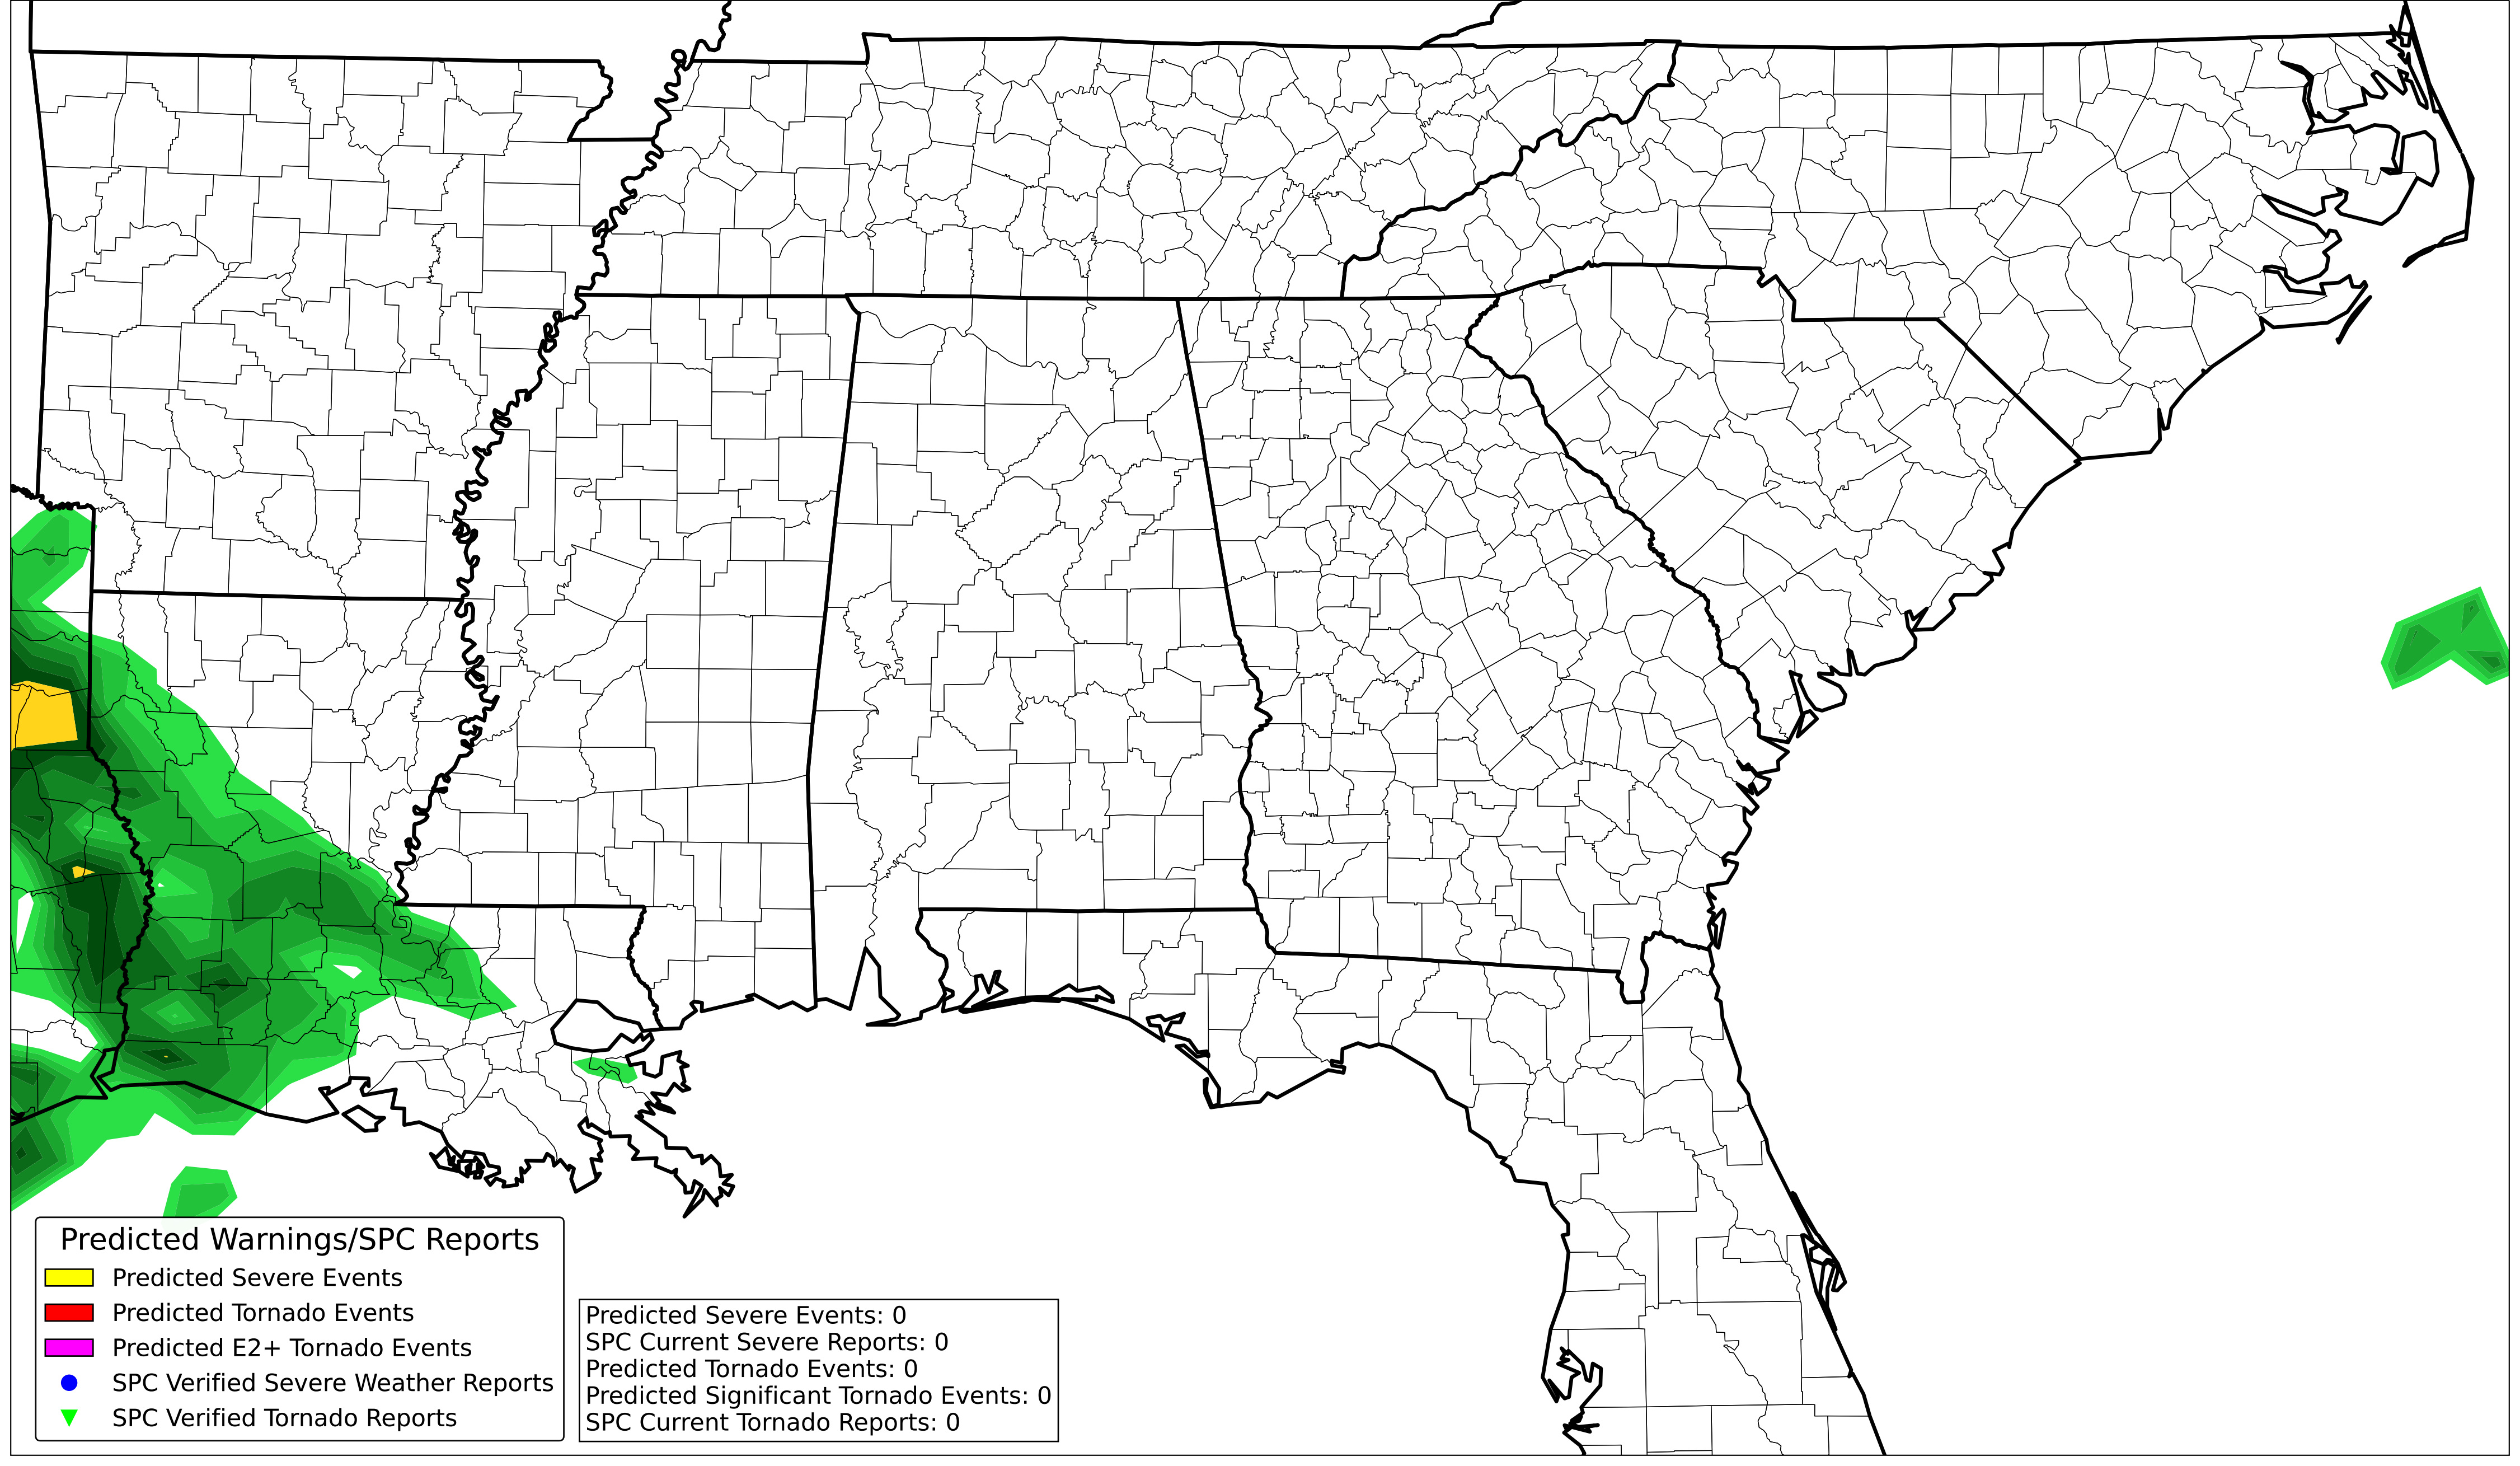 Predicted Warnings/SPC Reports
Predicted Severe Events
Predicted Tornado Events
Predicted E2+ Tornado Events
SPC Verified Severe Weather Reports
SPC Verified Tornado Reports
Predicted Severe Events: 0
SPC Current Severe Reports: 0
Predicted Tornado Events: 0
Predicted Significant Tornado Events: 0
SPC Current Tornado Reports: 0